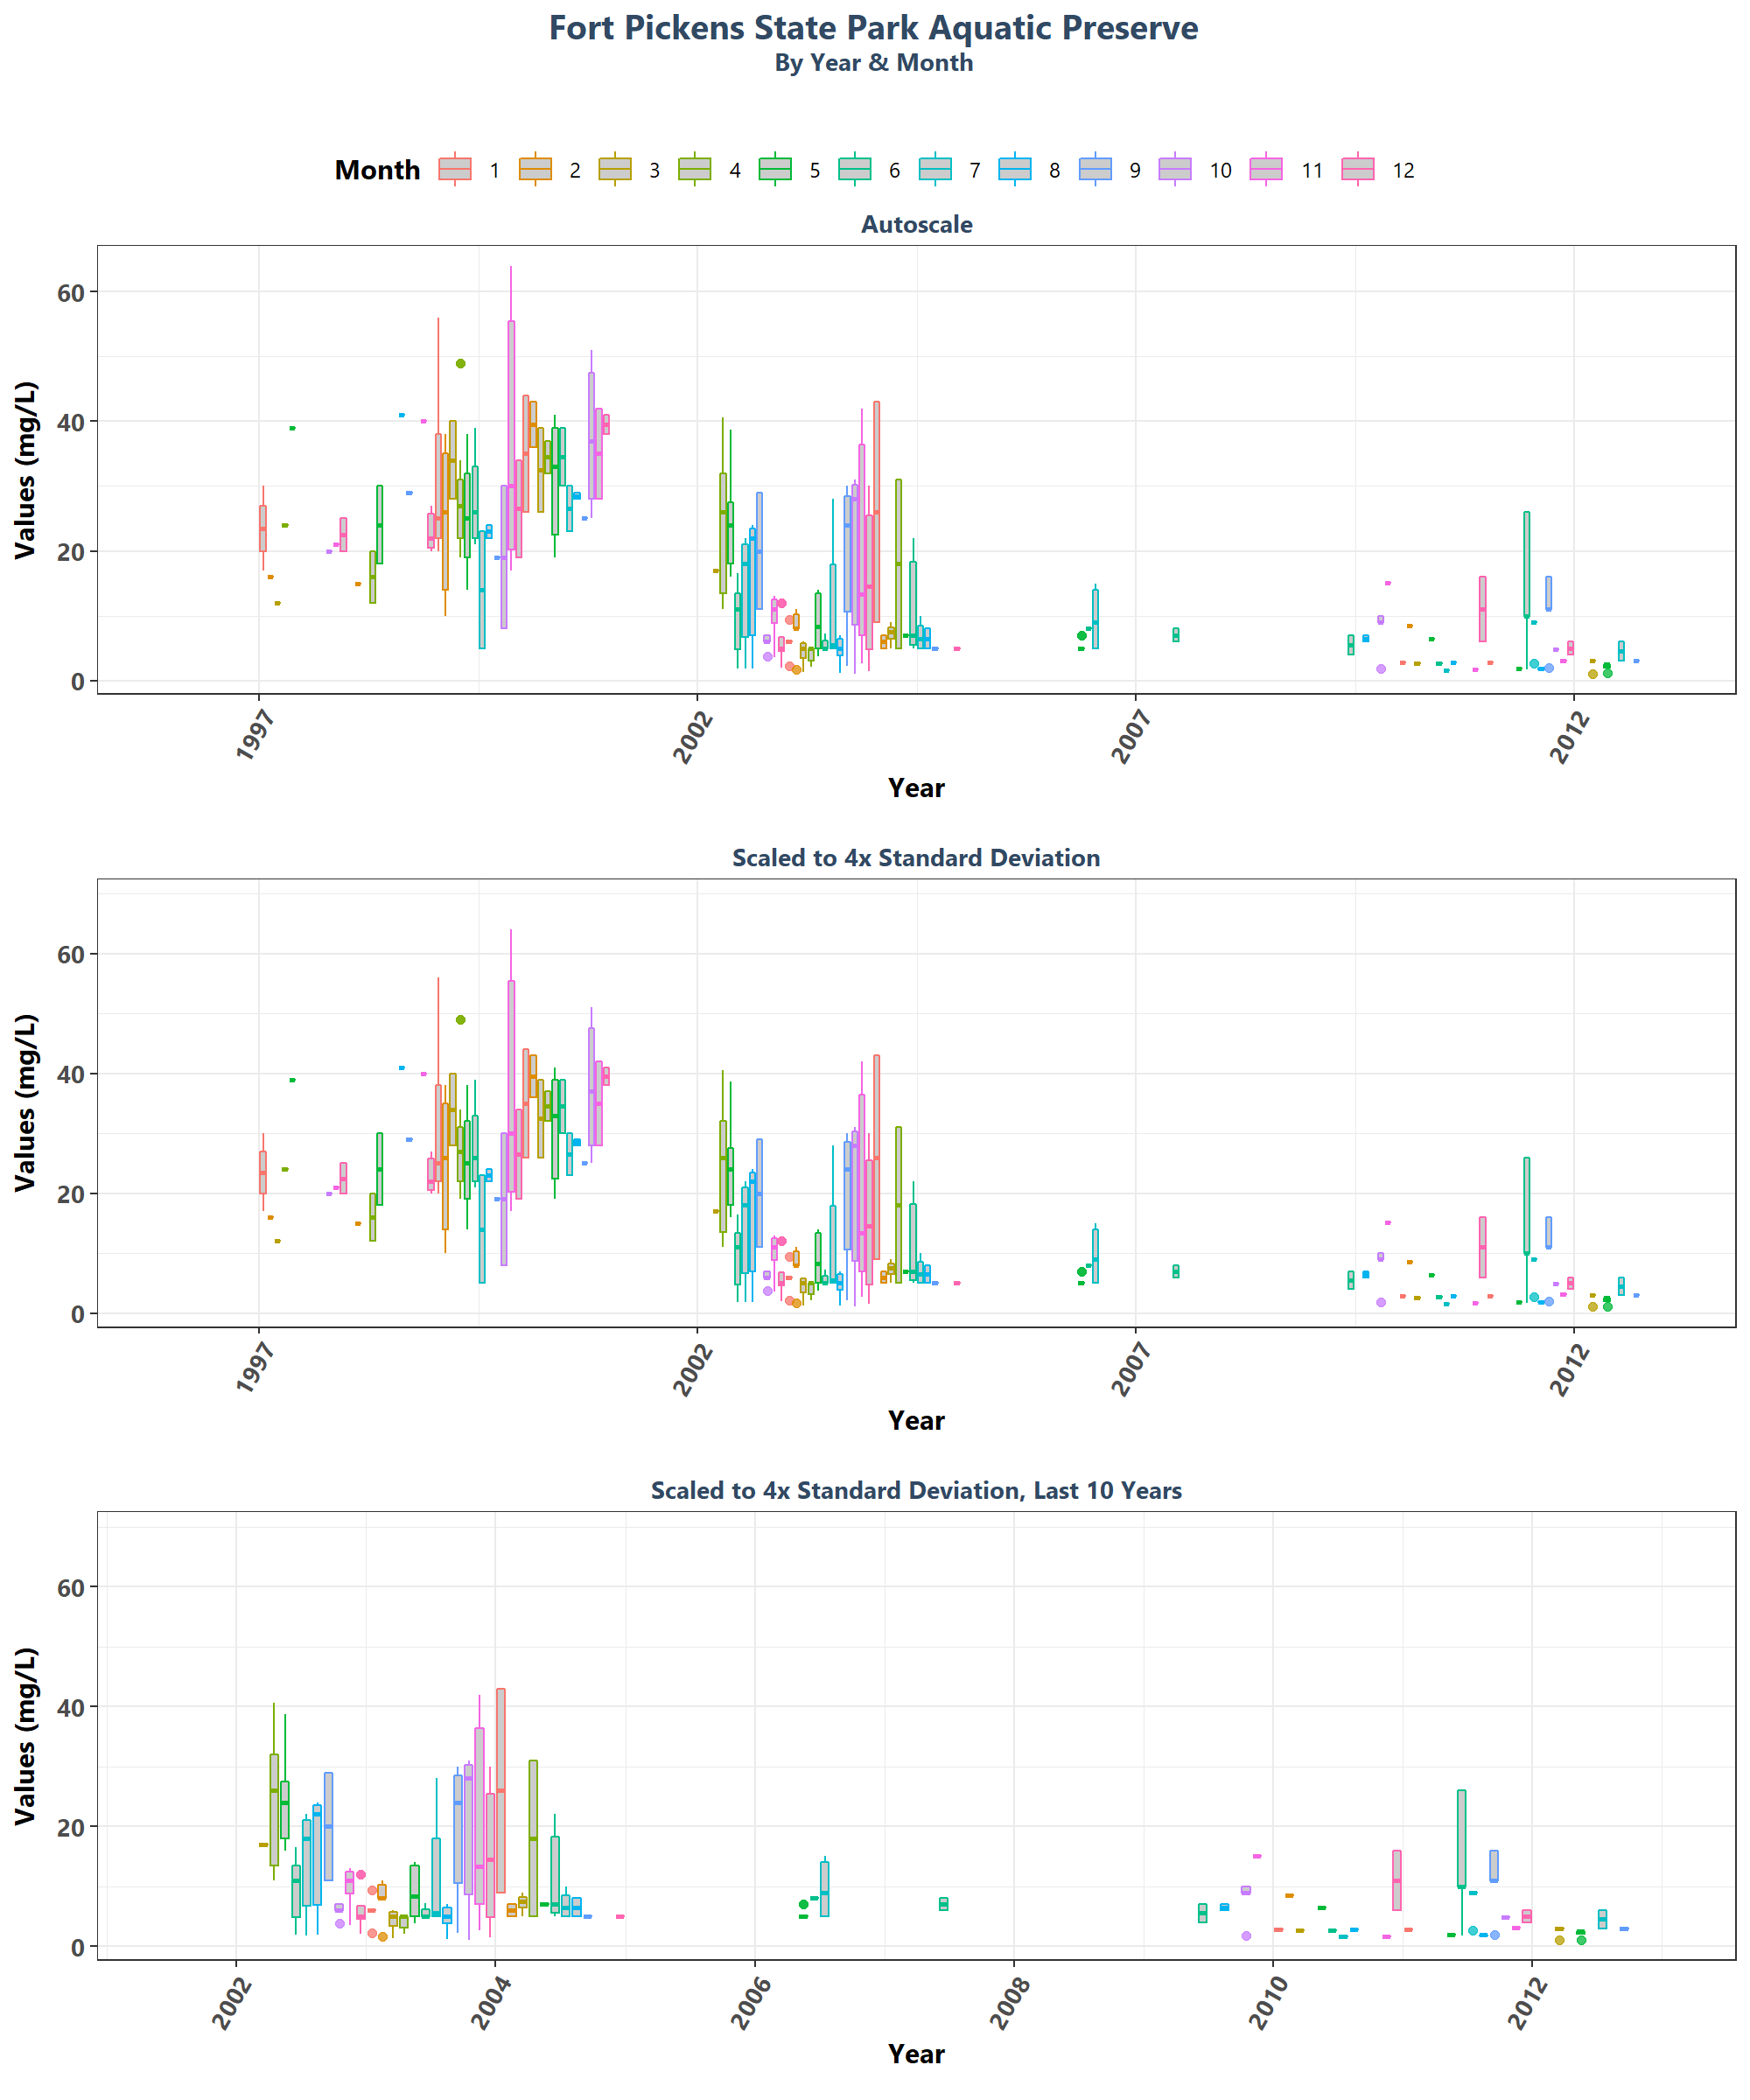 Fort Pickens State Park Aquatic Preserve
By Year & Month
Month 1 2 3 4 5 6 7 8 9 10 11 12
Autoscale
Values (mg/L)
60
40
20
0
1997 2002 2007 2012
Year
Scaled to 4x Standard Deviation
Values (mg/L)
60
40
20
0
1997 2002 2007 2012
Year
Scaled to 4x Standard Deviation, Last 10 Years
Values (mg/L)
60
40
20
0
2002 2004 2006 2008 2010 2012
Year